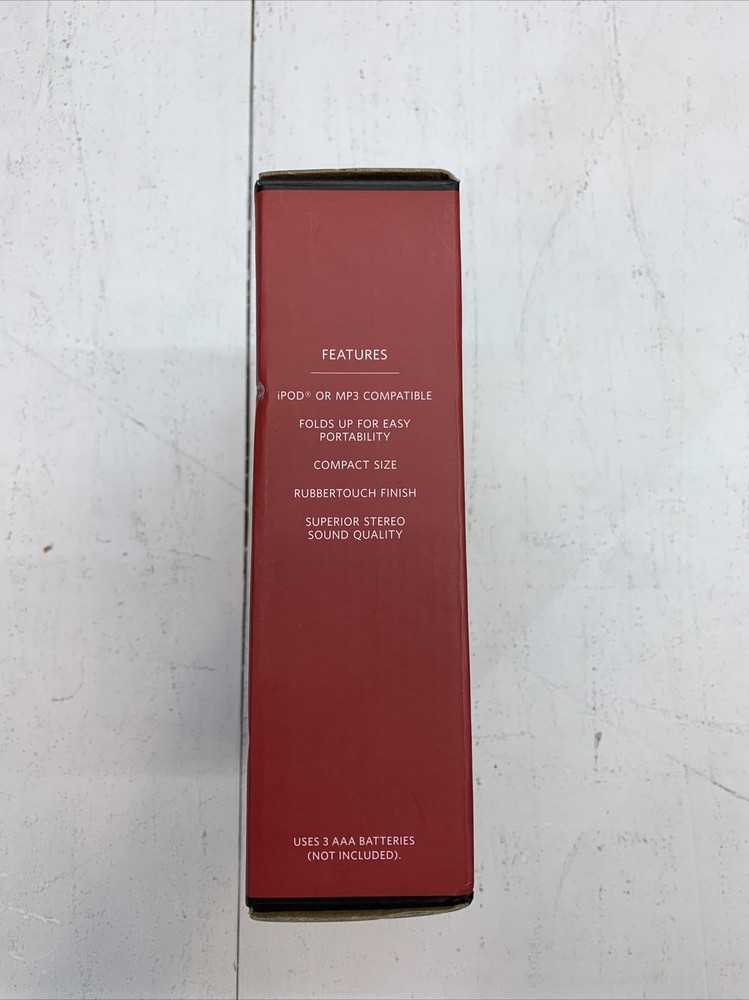 FEATURES
iPOD® OR MP3 COMPATIBLE
FOLDS UP FOR EASY
PORTABILITY
COMPACT SIZE
RUBBERTOUCH FINISH
SUPERIOR STEREO
SOUND QUALITY
USES 3 AAA BATTERIES
(NOT INCLUDED).